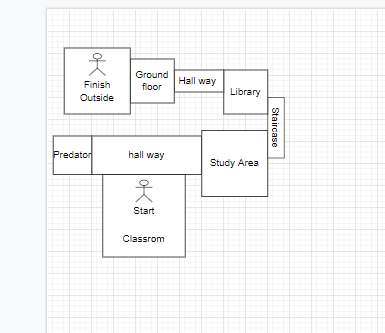 Finish
Outside
Ground
floor
Hall way
Library
Staircase
Predator
hall way
Study Area
Start
Classrom